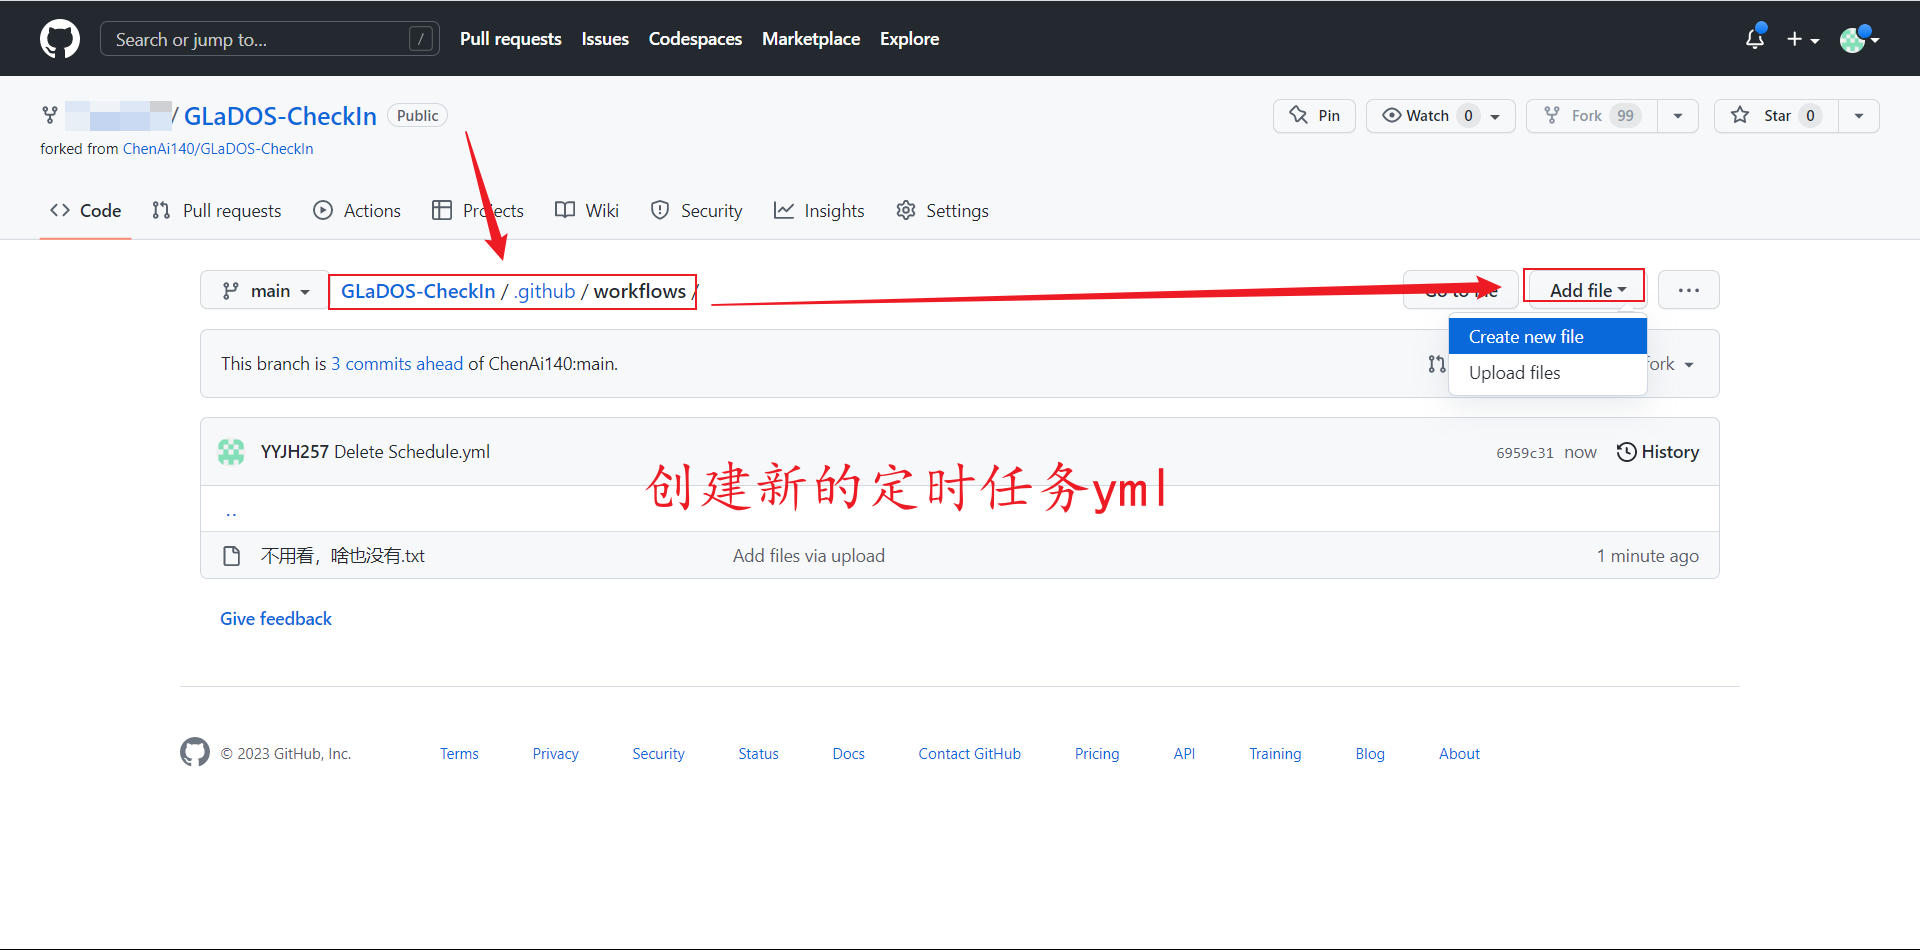 Search or jump to... /
Pull requests Issues Codespaces Marketplace Explore
/ GLaDOS-CheckIn Public
Pin Watch 0 Fork 99 Star 0
forked from ChenAi140/GLaDOS-CheckIn
Code Pull requests Actions Projects Wiki Security Insights Settings
main GLaDOS-CheckIn / .github / workflows / Go to file Add file ...
Create new file
Upload files
This branch is 3 commits ahead of ChenAi140:main. fork
YYJH257 Delete Schedule.yml 6959c31 now History
创建新的定时任务yml
..
不用看，啥也没有.txt Add files via upload 1 minute ago
Give feedback
© 2023 GitHub, Inc. Terms Privacy Security Status Docs Contact GitHub Pricing API Training Blog About